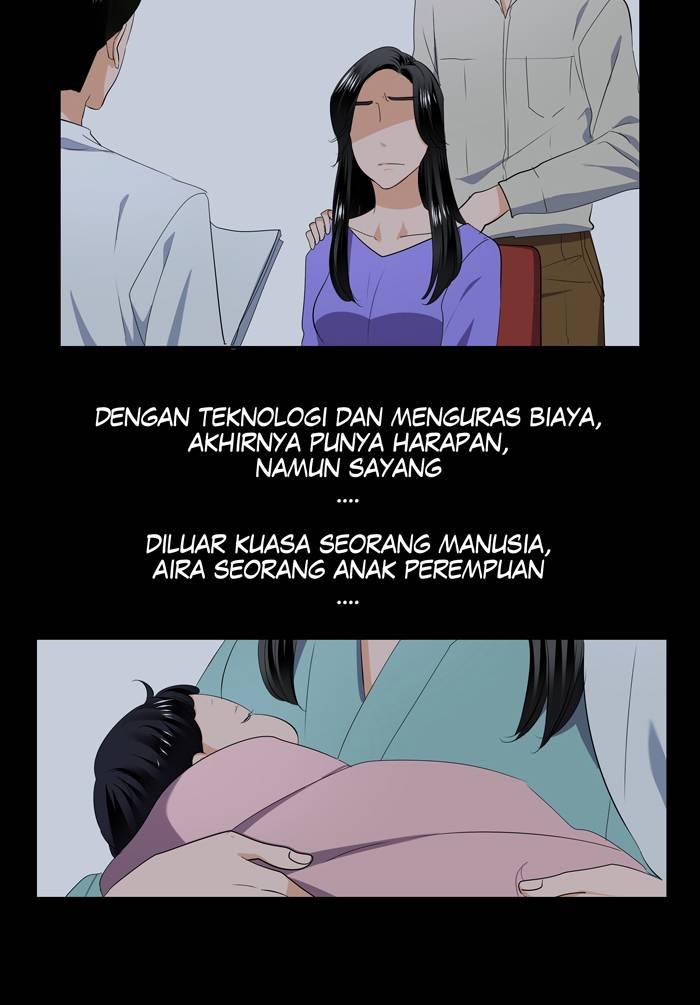 DENGAN TEKNOLOGI DAN MENGURAS BIAYA,
AKHIRNYA PUNYA HARAPAN,
NAMUN SAYANG
....
DILUAR KUASA SEORANG MANUSIA,
AIRA SEORANG ANAK PEREMPUAN
....